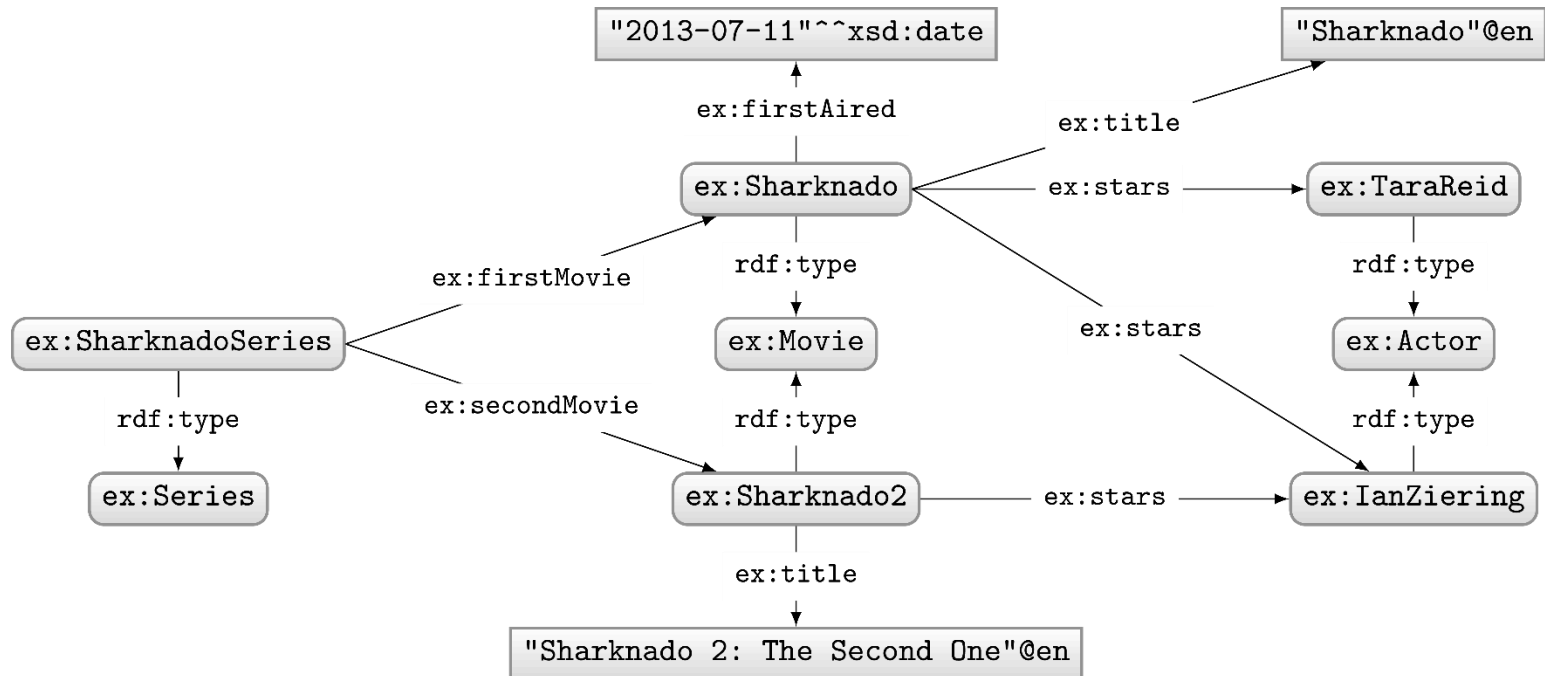 "2013-07-11"^^xsd:date
"Sharknado"@en
ex:firstAired
ex:title
ex:Sharknado
ex:stars
ex:TaraReid
ex:firstMovie
rdf:type
rdf:type
ex:SharknadoSeries
ex:Movie
ex:stars
ex:Actor
rdf:type
ex:secondMovie
rdf:type
rdf:type
ex:Series
ex:Sharknado2
ex:stars
ex:IanZiering
ex:title
"Sharknado 2: The Second One"@en